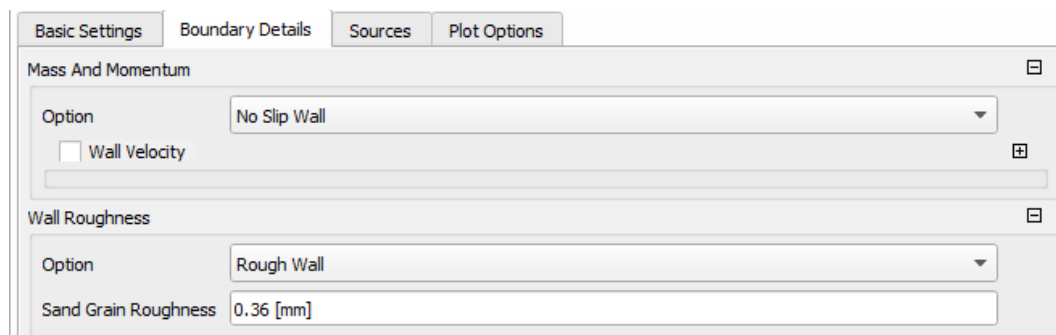 Basic Settings Boundary Details Sources Plot Options
Mass And Momentum
Option No Slip Wall
Wall Velocity
Wall Roughness
Option Rough Wall
Sand Grain Roughness 0.36 [mm]